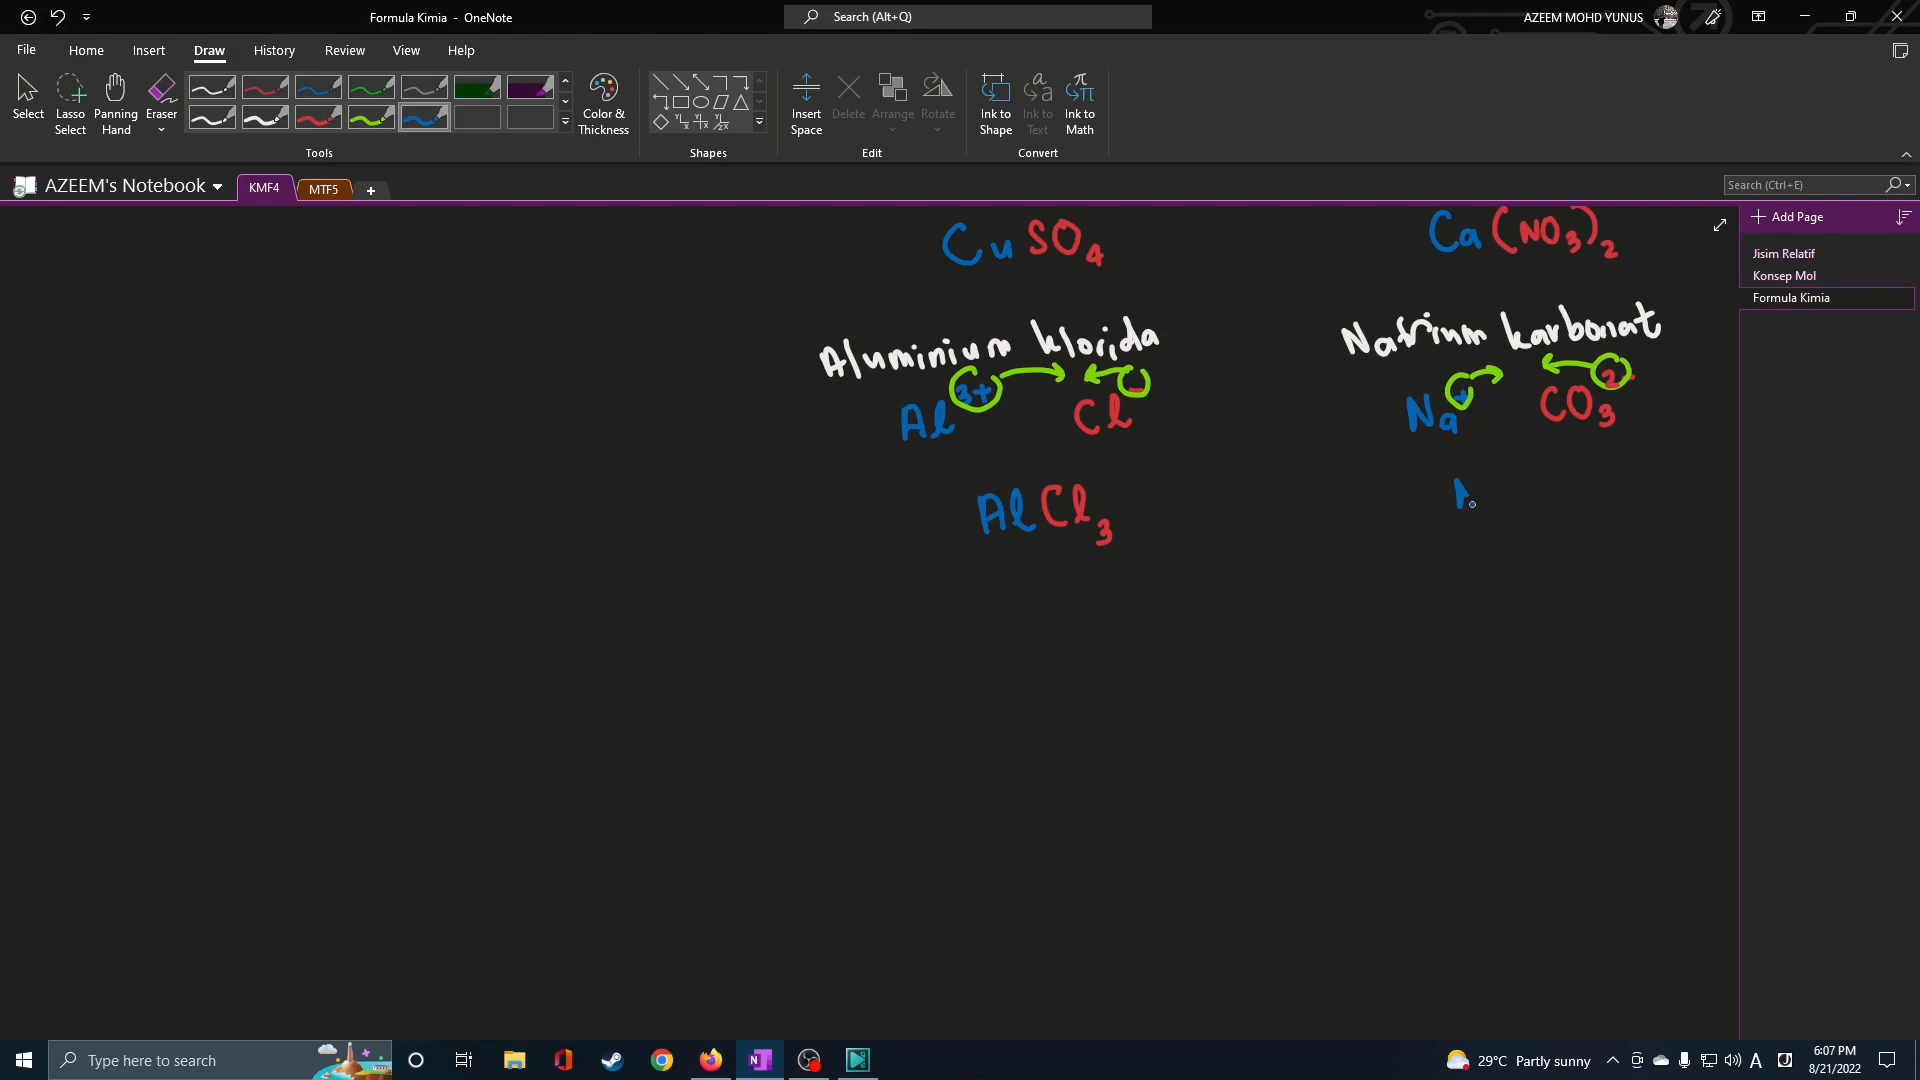 Formula Kimia - OneNote
Search (Alt+Q)
AZEEM MOHD YUNUS
File Home Insert Draw History Review View Help
Select
Lasso Select
Panning Hand
Eraser
Color & Thickness
Insert Space
Delete
Arrange
Rotate
Ink to Shape
Ink to Text
Ink to Math
Tools Shapes Edit Convert
AZEEM's Notebook
KMF4
MTF5
Search (Ctrl+E)
Add Page
Jisim Relatif
Konsep Mol
Formula Kimia
CuSO₄
Ca(NO₃)₂
Aluminium klorida
Al³⁺ Cl⁻
AlCl₃
Natrium karbonat
Na⁺ CO₃²⁻
Type here to search
29°C Partly sunny
6:07 PM
8/21/2022